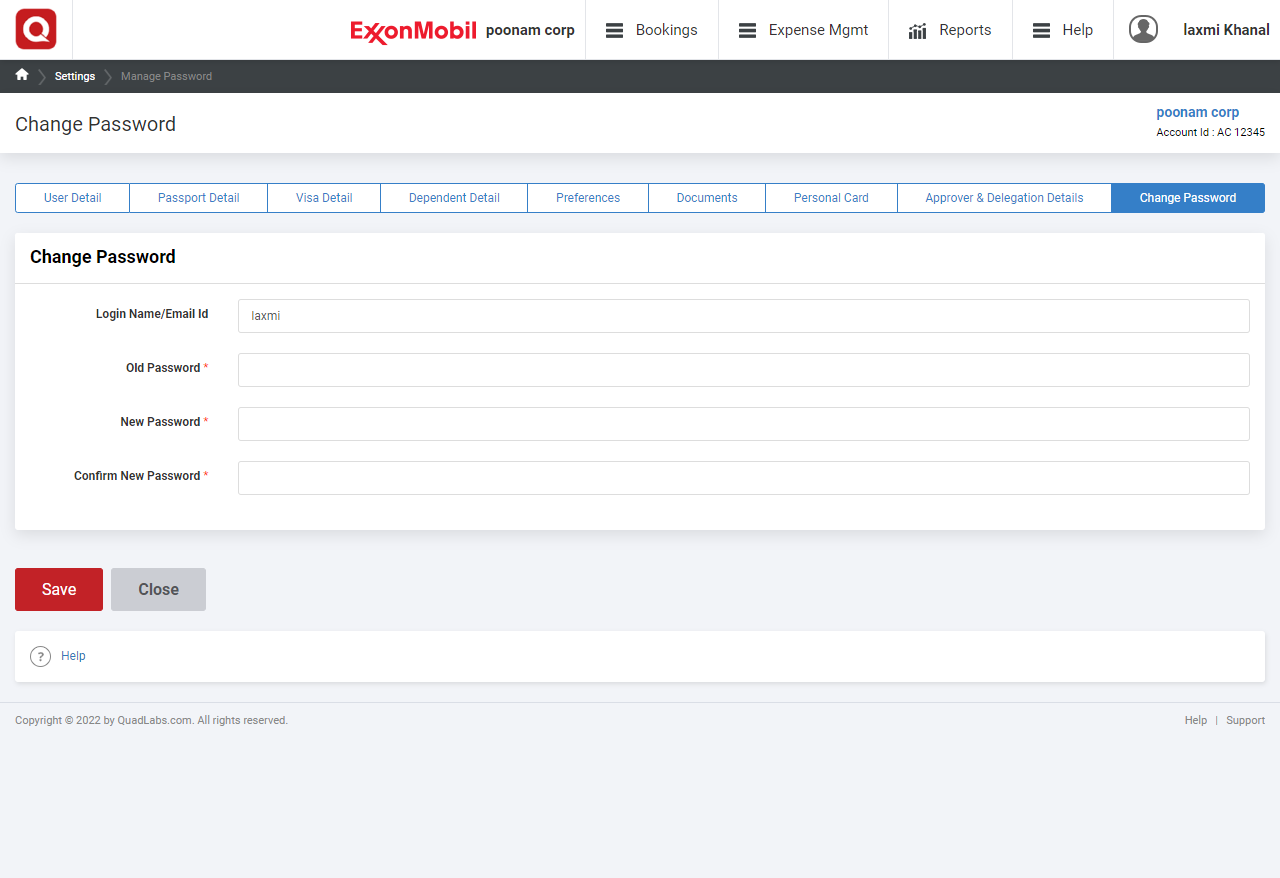 Q
ExxonMobil poonam corp Bookings Expense Mgmt Reports Help laxmi Khanal
Settings Manage Password
Change Password
poonam corp
Account Id : AC 12345
User Detail Passport Detail Visa Detail Dependent Detail Preferences Documents Personal Card Approver & Delegation Details Change Password
Change Password
Login Name/Email Id laxmi
Old Password *
New Password *
Confirm New Password *
Save Close
? Help
Copyright © 2022 by QuadLabs.com. All rights reserved. Help | Support